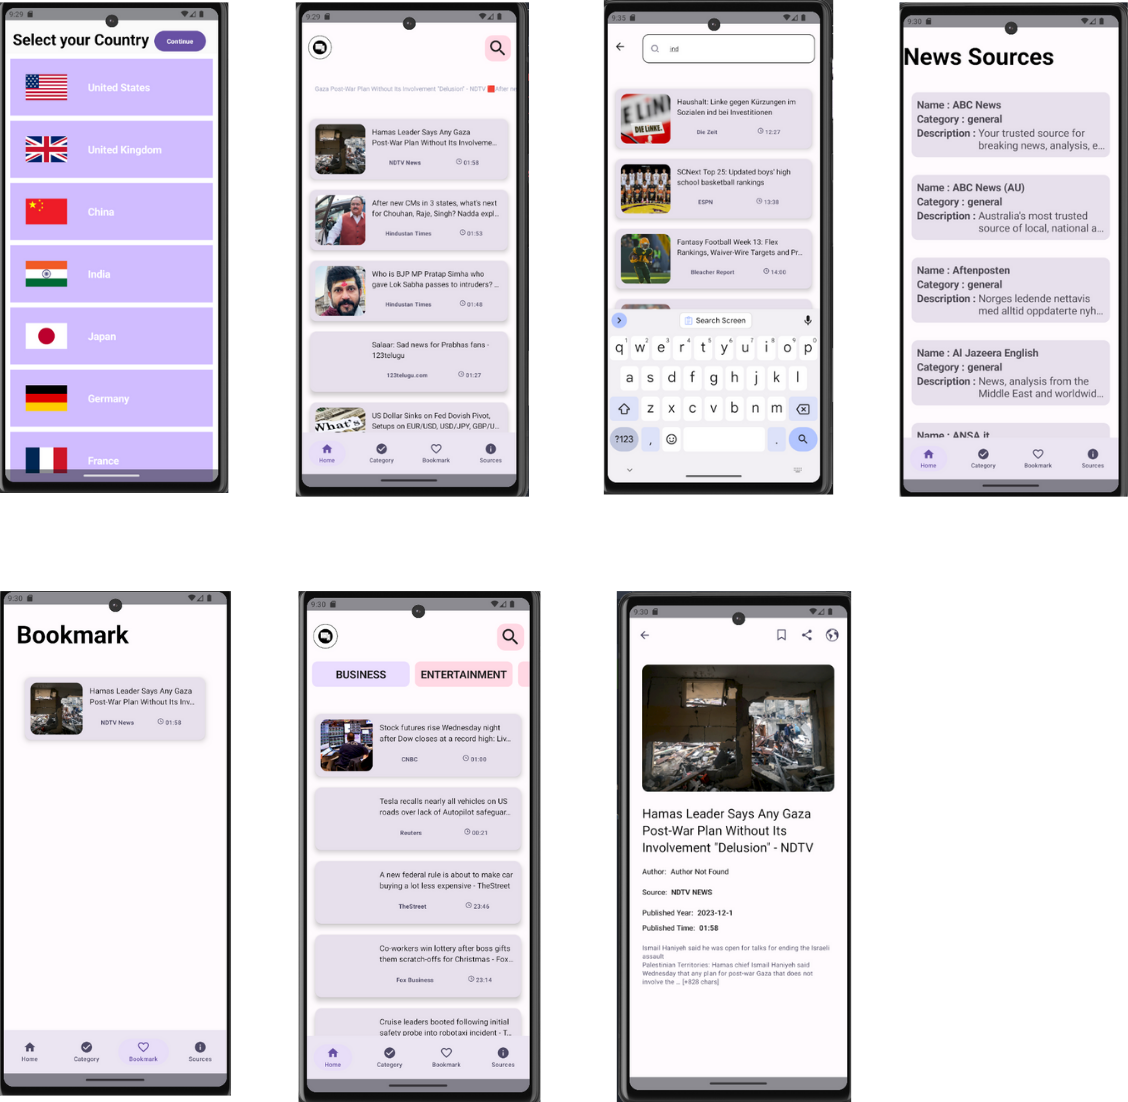 9:29
Select your Country
Continue
United States
United Kingdom
China
India
Japan
Germany
France
9:29
Gaza Post-War Plan Without Its Involvement "Delusion" - NDTV
After ne
Hamas Leader Says Any Gaza
Post-War Plan Without Its Involveme...
NDTV News
01:58
After new CMs in 3 states, what's next
for Chouhan, Raje, Singh? Nadda expl...
Hindustan Times
01:53
Who is BJP MP Pratap Simha who
gave Lok Sabha passes to intruders? ...
Hindustan Times
01:48
Salaar: Sad news for Prabhas fans -
123telugu
123telugu.com
01:27
What's
US Dollar Sinks on Fed Dovish Pivot,
Setups on EUR/USD, USD/JPY, GBP/U...
Home
Category
Bookmark
Sources
9:35
ind
E LIN
DIE LINKE.
Haushalt: Linke gegen Kürzungen im
Sozialen ind bei Investitionen
Die Zeit
12:27
SCNext Top 25: Updated boys' high
school basketball rankings
ESPN
13:38
Fantasy Football Week 13: Flex
Rankings, Waiver-Wire Targets and Pr...
Bleacher Report
14:00
Search Screen
q1 w2 e3 r4 t5 y6 u7 i8 o9 p0
a s d f g h j k l
z x c v b n m
?123 , .
9:30
News Sources
Name : ABC News
Category : general
Description : Your trusted source for
breaking news, analysis, e...
Name : ABC News (AU)
Category : general
Description : Australia's most trusted
source of local, national a...
Name : Aftenposten
Category : general
Description : Norges ledende nettavis
med alltid oppdaterte nyh...
Name : Al Jazeera English
Category : general
Description : News, analysis from the
Middle East and worldwid...
Name : ANSA.it
Home
Category
Bookmark
Sources
9:30
Bookmark
Hamas Leader Says Any Gaza
Post-War Plan Without Its Inv...
NDTV News
01:58
Home
Category
Bookmark
Sources
9:30
BUSINESS
ENTERTAINMENT
Stock futures rise Wednesday night
after Dow closes at a record high: Liv...
CNBC
01:00
Tesla recalls nearly all vehicles on US
roads over lack of Autopilot safeguar...
Reuters
00:21
A new federal rule is about to make car
buying a lot less expensive - TheStreet
TheStreet
23:46
Co-workers win lottery after boss gifts
them scratch-offs for Christmas - Fox...
Fox Business
23:14
Cruise leaders booted following initial
safety probe into robotaxi incident - T...
Home
Category
Bookmark
Sources
9:30
Hamas Leader Says Any Gaza
Post-War Plan Without Its
Involvement "Delusion" - NDTV
Author: Author Not Found
Source: NDTV NEWS
Published Year: 2023-12-1
Published Time: 01:58
Ismail Haniyeh said he was open for talks for ending the Israeli
assault
Palestinian Territories: Hamas chief Ismail Haniyeh said
Wednesday that any plan for post-war Gaza that does not
involve the ... [+828 chars]